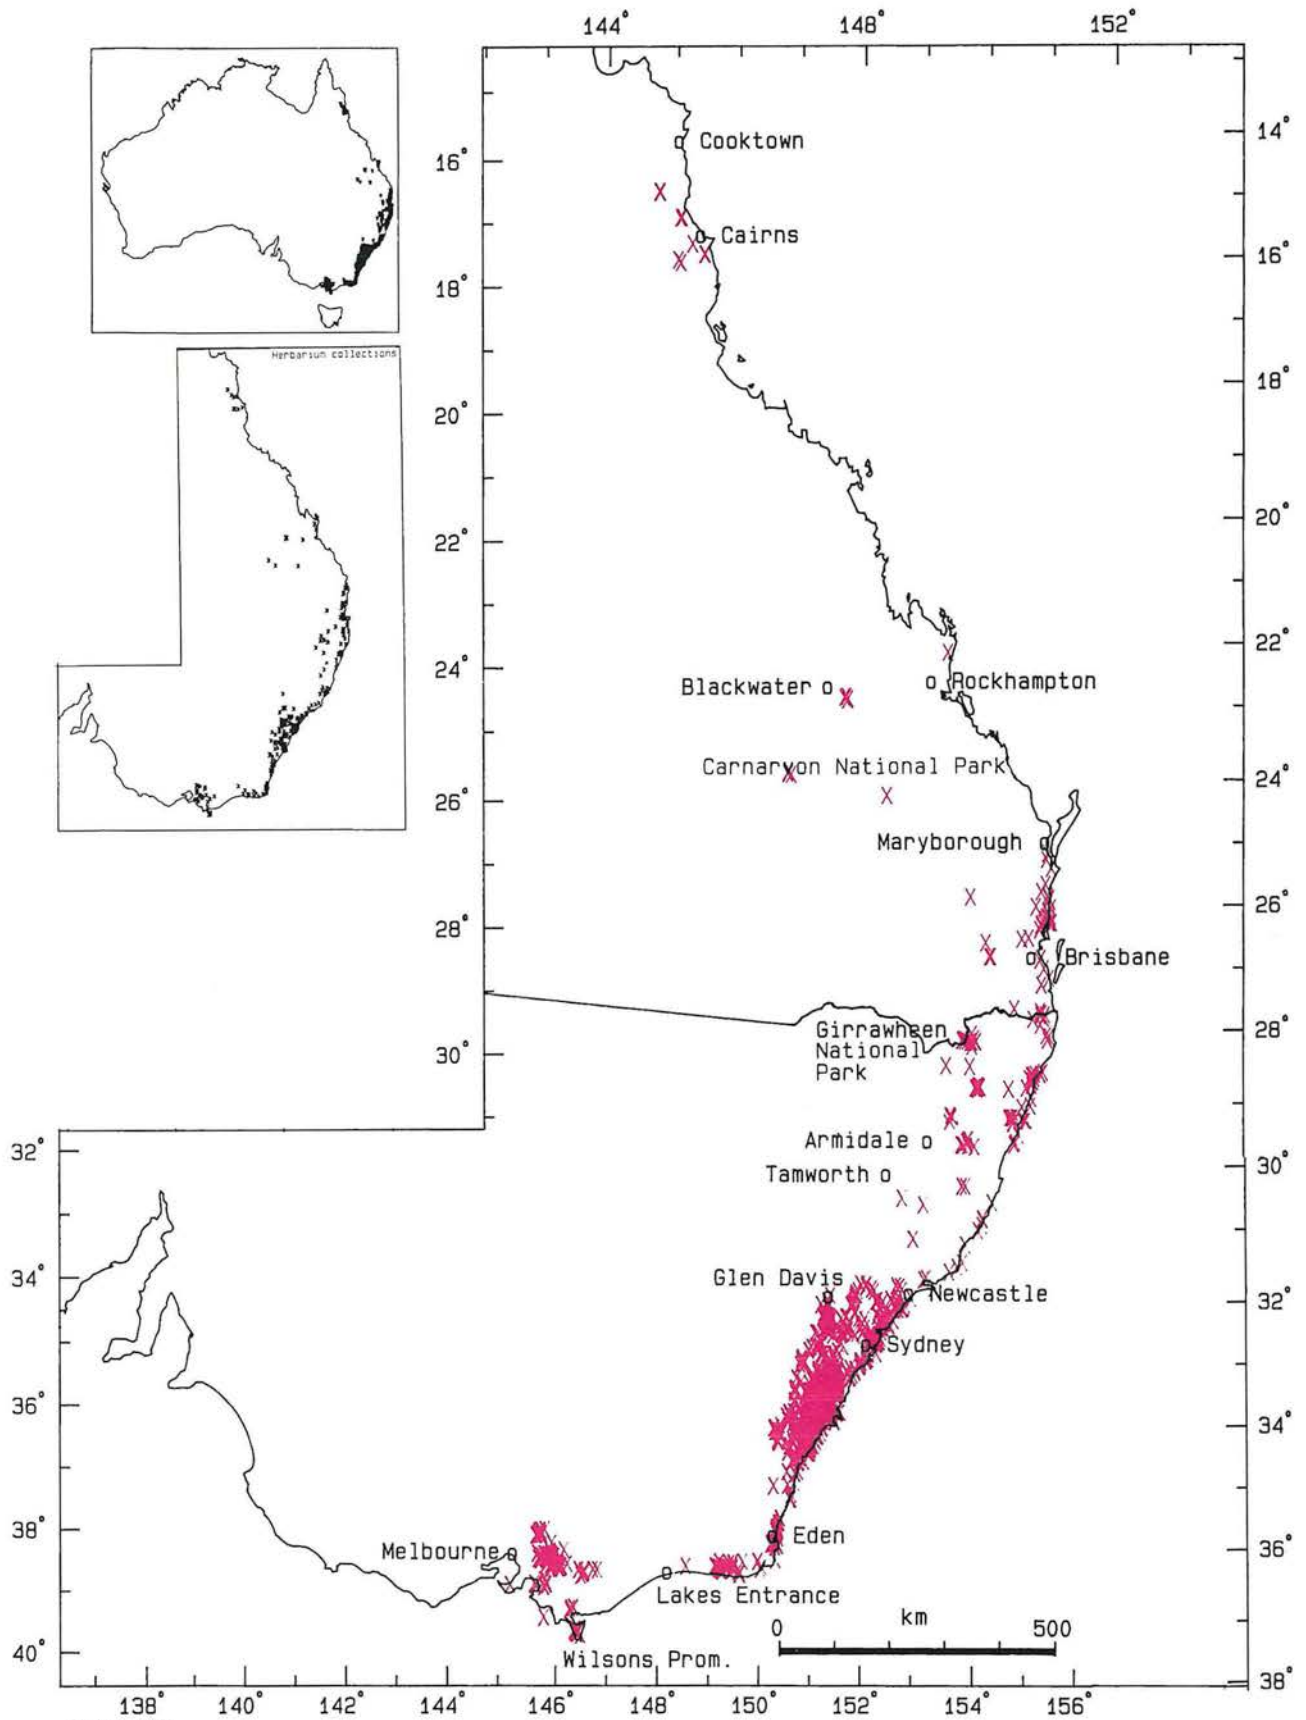 144° 148° 152°
14°
Cooktown
16°
Herbarium collections
Cairns
16°
18°
18°
20°
20°
22°
22°
Blackwater
Rockhampton
24°
Carnarvon National Park
24°
Maryborough
26°
26°
28°
Brisbane
Girrawheen
National
Park
28°
30°
32°
Armidale
30°
Tamworth
34°
Glen Davis
Newcastle
32°
Sydney
36°
34°
38°
Eden
Melbourne
36°
Lakes Entrance
km
0 500
40°
Wilsons Prom.
38°
138° 140° 142° 144° 146° 148° 150° 152° 154° 156°